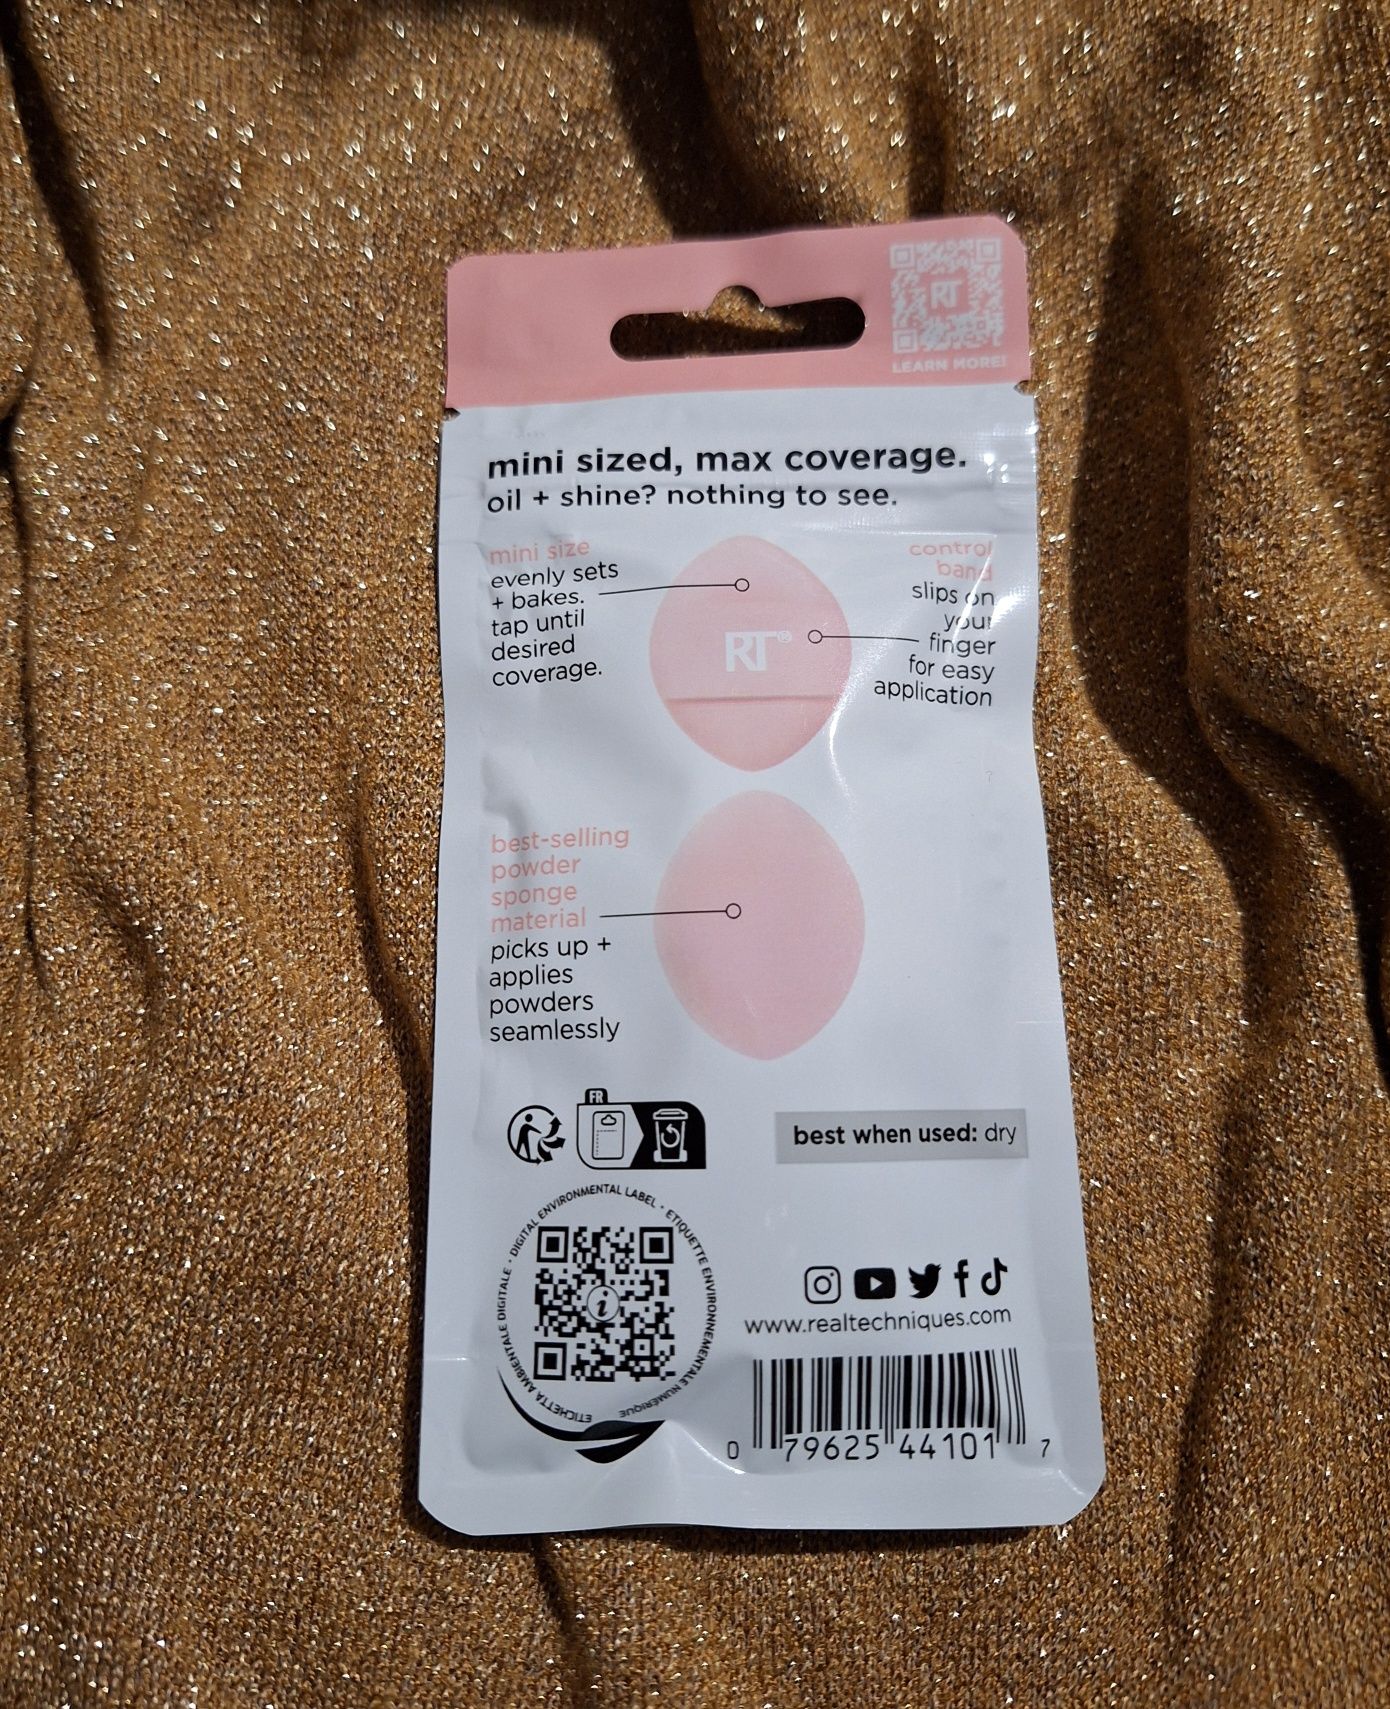 RT
LEARN MORE!
mini sized, max coverage.
oil + shine? nothing to see.
mini size
evenly sets
+ bakes.
tap until
desired
coverage.
RT®
control
band
slips on
your
finger
for easy
application
best-selling
powder
sponge
material
picks up +
applies
powders
seamlessly
FR
best when used: dry
DIGITAL ENVIRONMENTAL LABEL · ETIQUETTE ENVIRONNEMENTALE NUMÉRIQUE
ETICHETTA AMBIENTALE DIGITALE ·
i
www.realtechniques.com
0 79625 44101 7